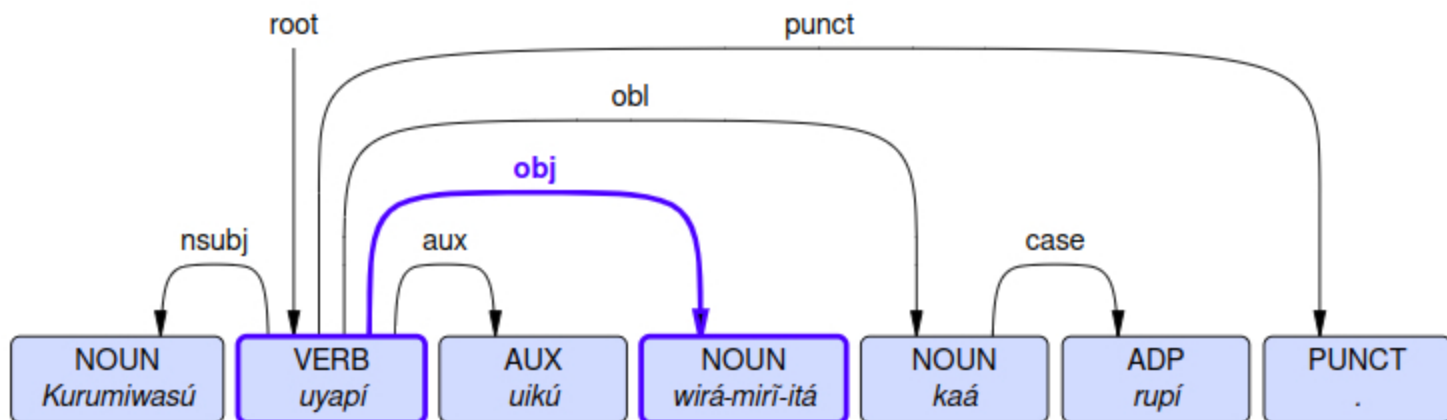 root punct
obl
obj
nsubj aux case
NOUN VERB AUX NOUN NOUN ADP PUNCT
Kurumiwasú uyapí uikú wirá-mirĩ-itá kaá rupí .